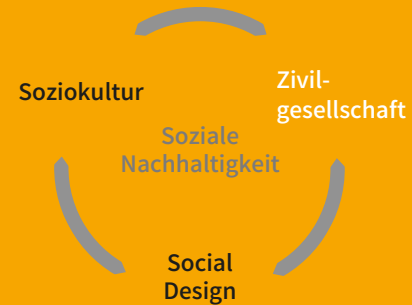 Soziokultur
Zivil-
gesellschaft
Soziale
Nachhaltigkeit
Social
Design